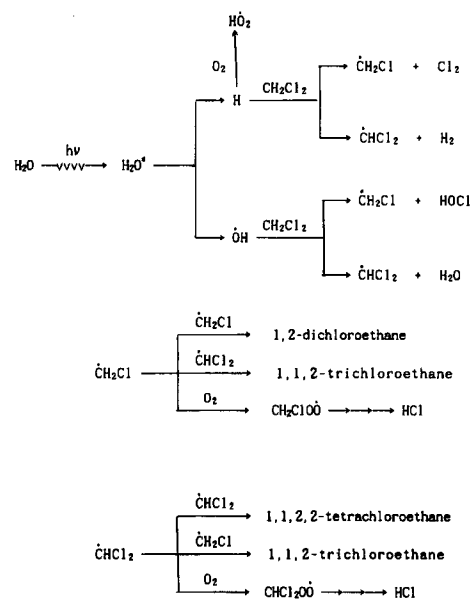 HȮ₂
O₂
H CH₂Cl₂ ĊH₂Cl + Cl₂
ĊHCl₂ + H₂
H₂O hν H₂O*
ȮH CH₂Cl₂ ĊH₂Cl + HOCl
ĊHCl₂ + H₂O
ĊH₂Cl
ĊH₂Cl 1,2-dichloroethane
ĊHCl₂ 1,1,2-trichloroethane
O₂ CH₂ClOȮ HCl
ĊHCl₂
ĊHCl₂ 1,1,2,2-tetrachloroethane
ĊH₂Cl 1,1,2-trichloroethane
O₂ CHCl₂OȮ HCl